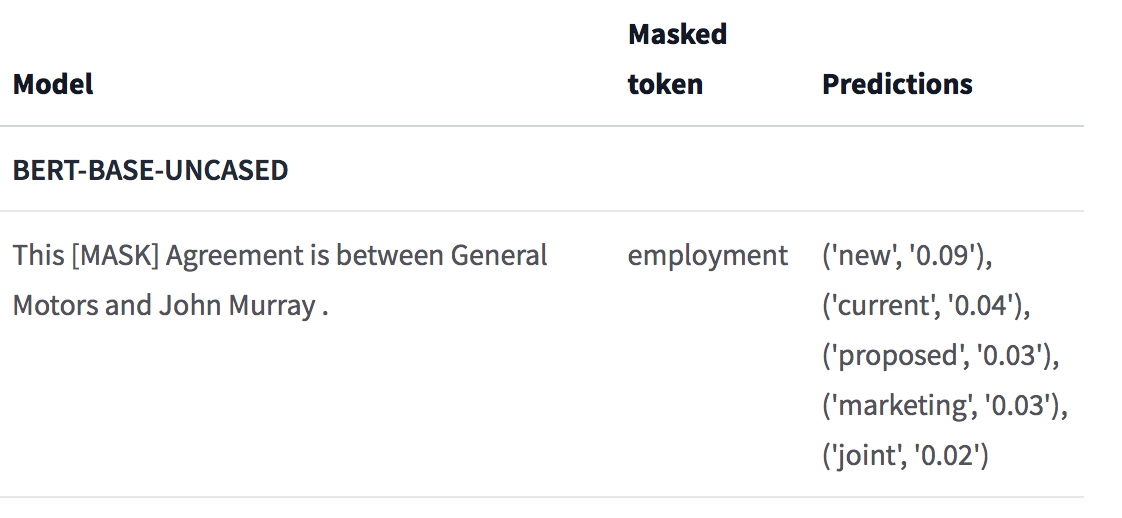 Masked
Model token Predictions
BERT-BASE-UNCASED
This [MASK] Agreement is between General employment ('new', '0.09'),
Motors and John Murray . ('current', '0.04'),
('proposed', '0.03'),
('marketing', '0.03'),
('joint', '0.02')